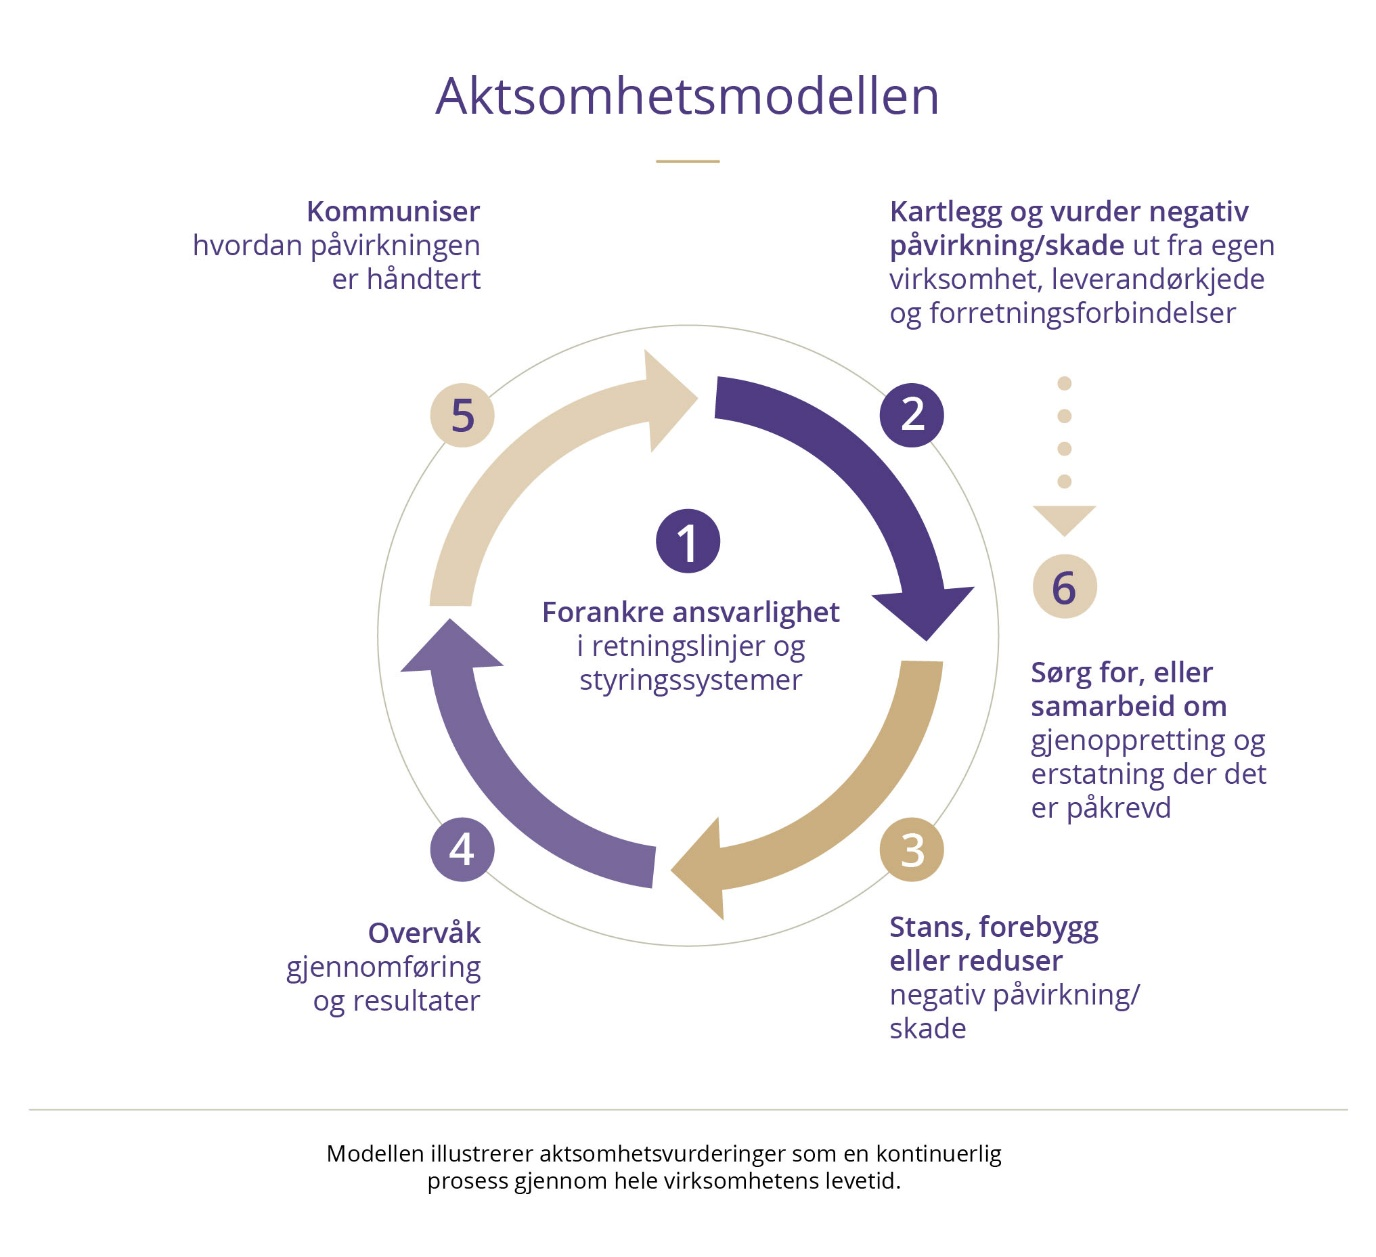 Aktsomhetsmodellen
Kommuniser
hvordan påvirkningen
er håndtert
Kartlegg og vurder negativ
påvirkning/skade ut fra egen
virksomhet, leverandørkjede
og forretningsforbindelser
5
2
1
Forankre ansvarlighet
i retningslinjer og
styringssystemer
6
Sørg for, eller
samarbeid om
gjenoppretting og
erstatning der det
er påkrevd
4
3
Overvåk
gjennomføring
og resultater
Stans, forebygg
eller reduser
negativ påvirkning/
skade
Modellen illustrerer aktsomhetsvurderinger som en kontinuerlig
prosess gjennom hele virksomhetens levetid.